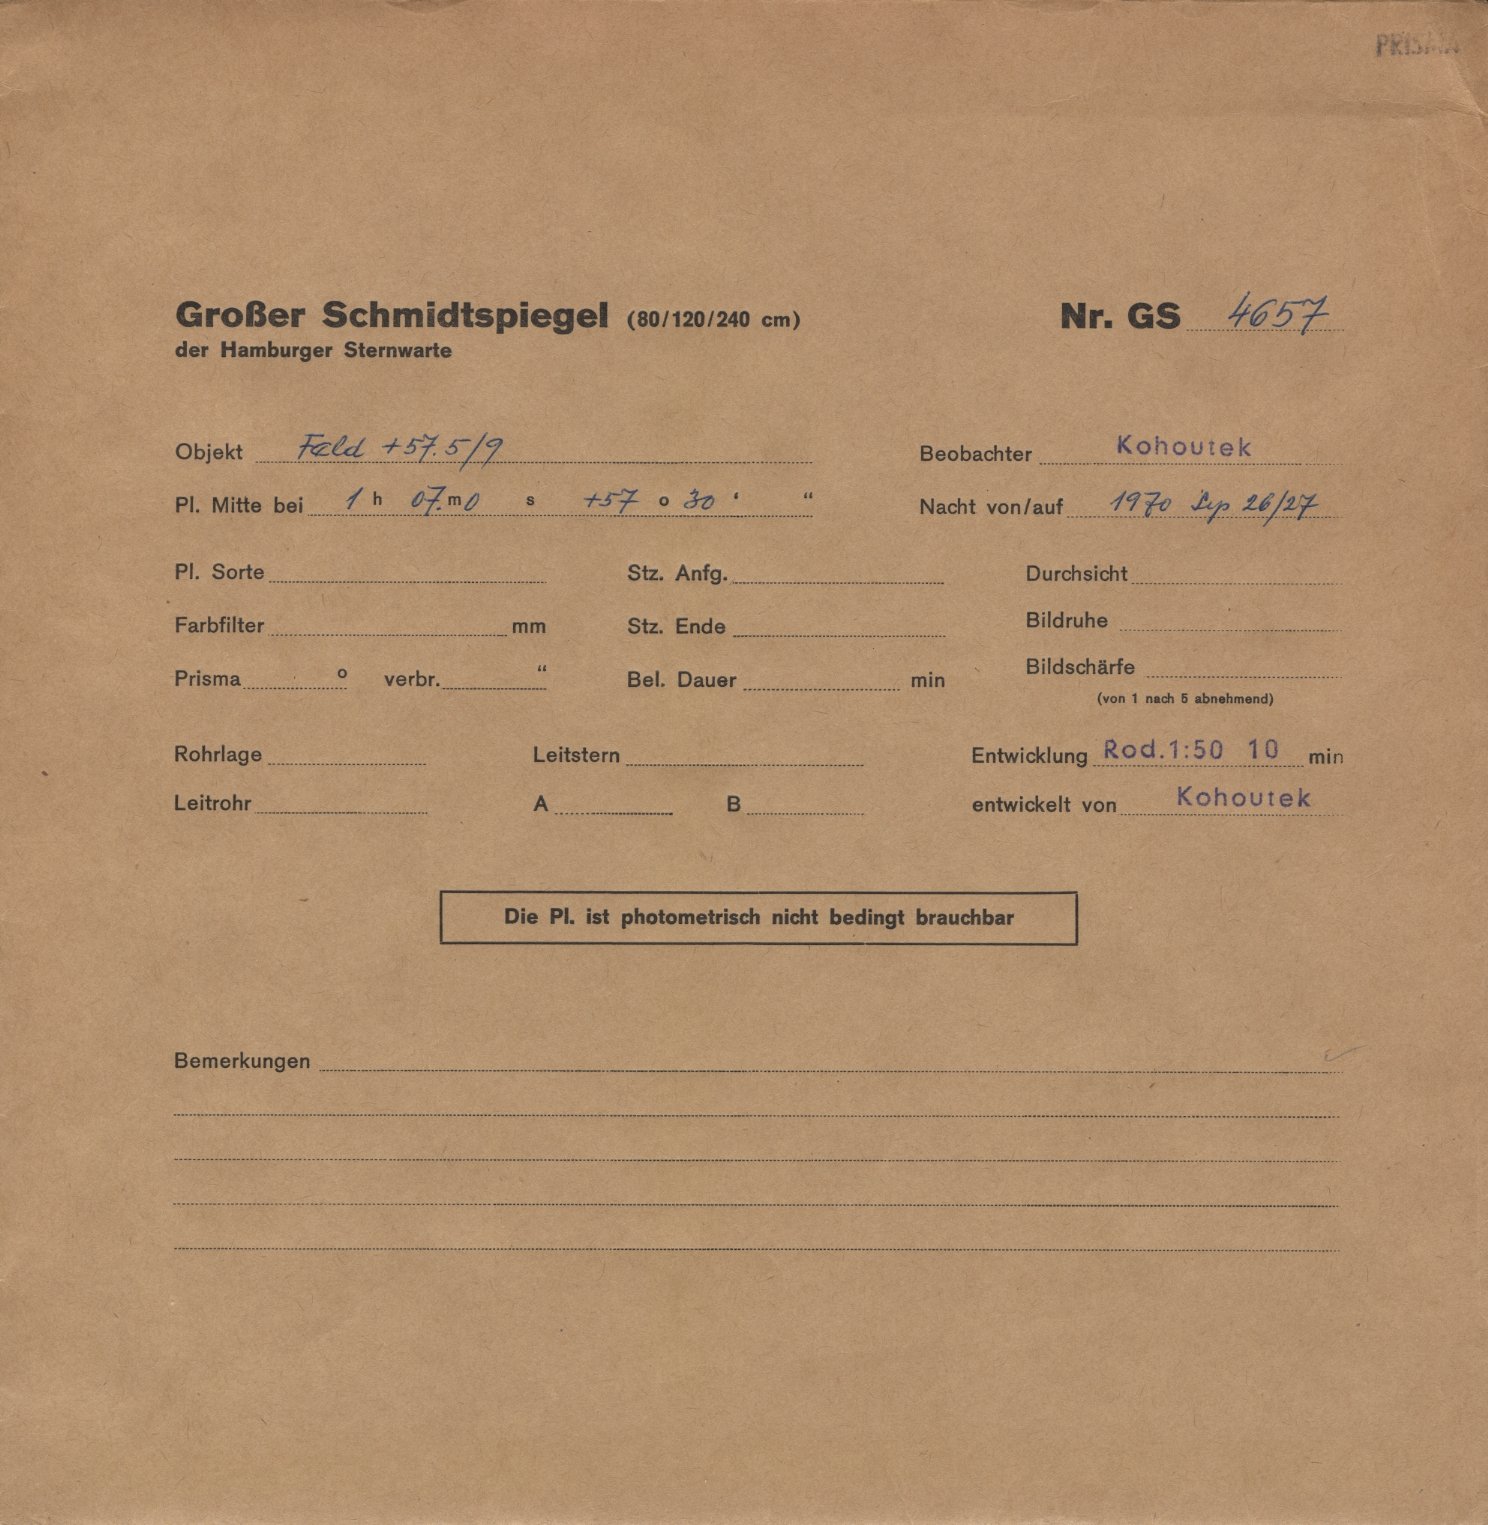 PRISMA
Großer Schmidtspiegel (80/120/240 cm) Nr. GS 4657
der Hamburger Sternwarte
Objekt Feld +57.5/9 Beobachter Kohoutek
Pl. Mitte bei 1 h 07.m0 s +57 o 30 ' “ Nacht von/auf 1970 Sep 26/27
Pl. Sorte Stz. Anfg. Durchsicht
Farbfilter mm Stz. Ende Bildruhe
Prisma o verbr. “ Bel. Dauer min Bildschärfe
(von 1 nach 5 abnehmend)
Rohrlage Leitstern Entwicklung Rod.1:50 10 min
Leitrohr A B entwickelt von Kohoutek
Die Pl. ist photometrisch nicht bedingt brauchbar
Bemerkungen